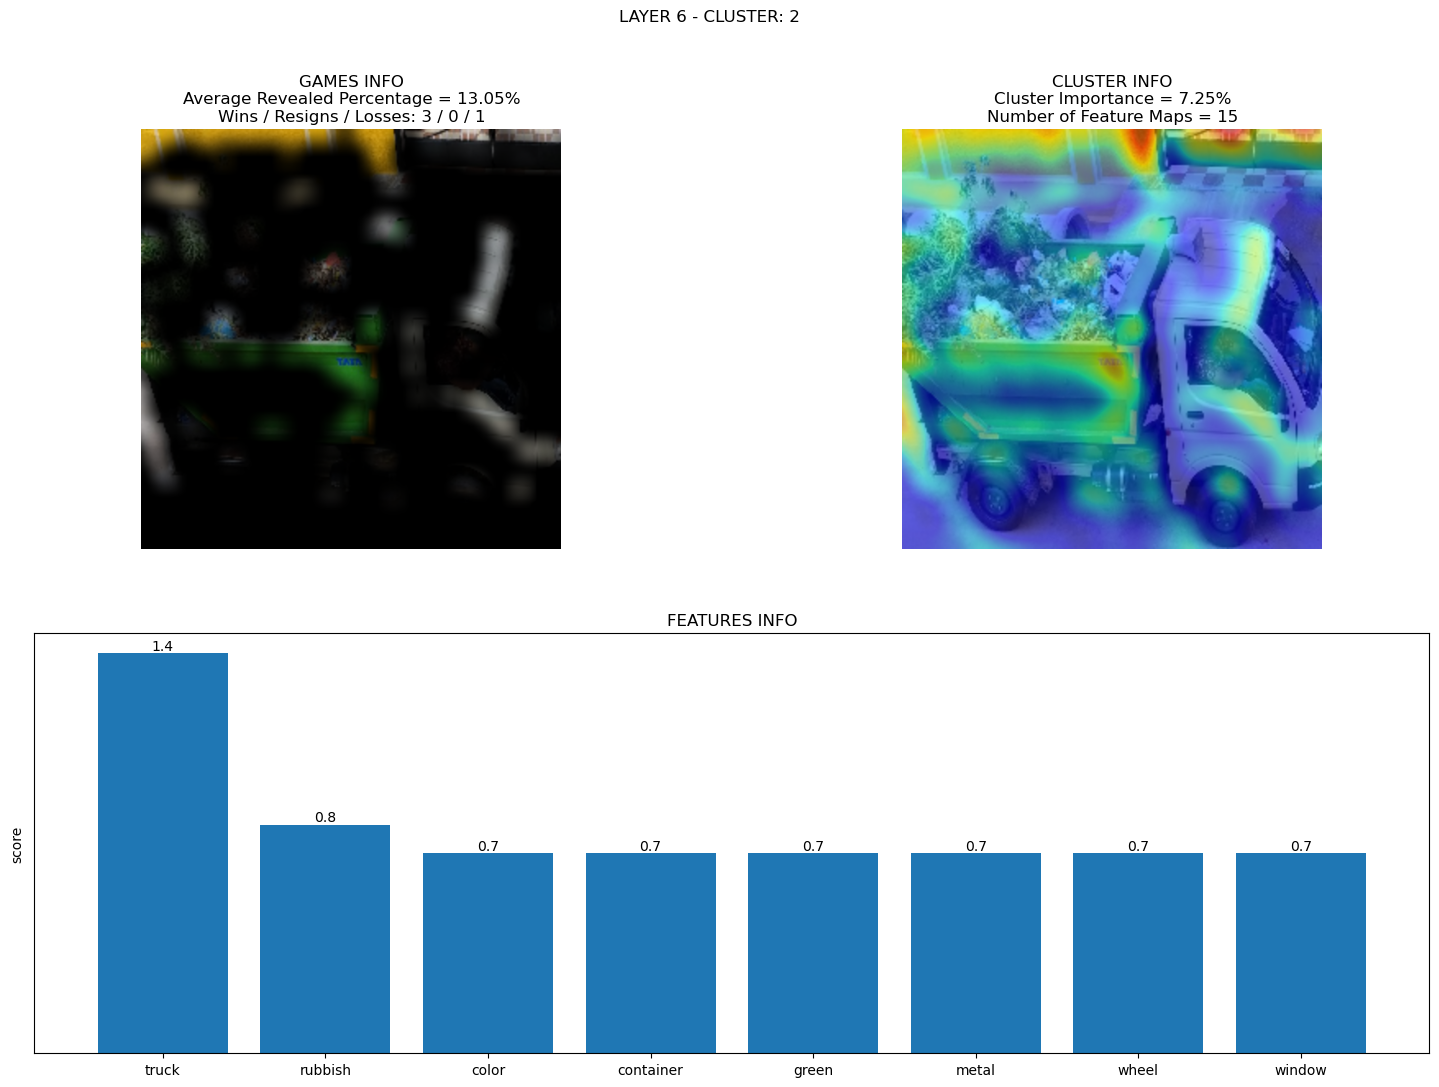 LAYER 6 - CLUSTER: 2
GAMES INFO
Average Revealed Percentage = 13.05%
Wins / Resigns / Losses: 3 / 0 / 1
CLUSTER INFO
Cluster Importance = 7.25%
Number of Feature Maps = 15
TATA
FEATURES INFO
score
1.4
0.8
0.7
0.7
0.7
0.7
0.7
0.7
truck
rubbish
color
container
green
metal
wheel
window